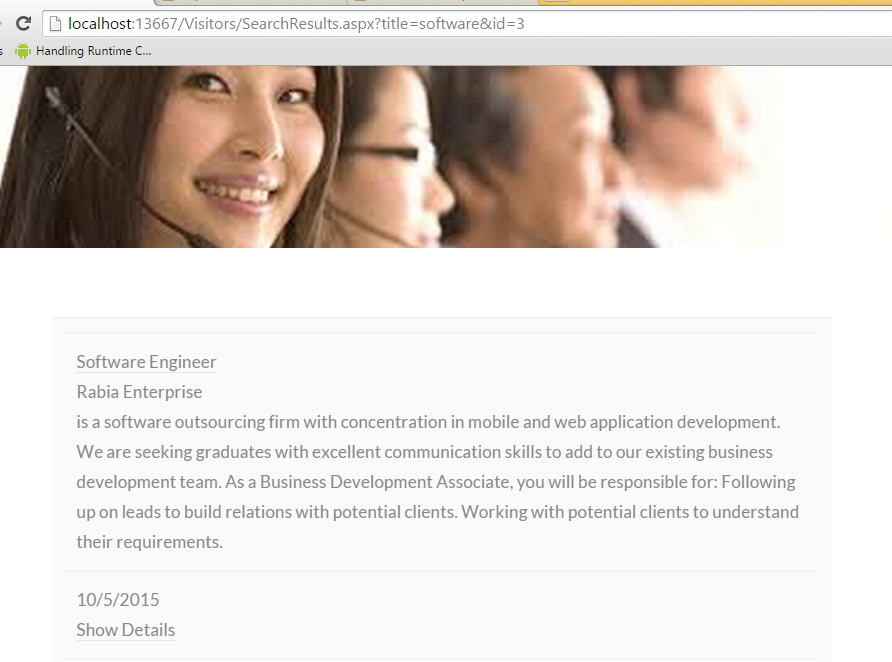 localhost:13667/Visitors/SearchResults.aspx?title=software&id=3
s Handling Runtime C...
Software Engineer
Rabia Enterprise
is a software outsourcing firm with concentration in mobile and web application development.
We are seeking graduates with excellent communication skills to add to our existing business
development team. As a Business Development Associate, you will be responsible for: Following
up on leads to build relations with potential clients. Working with potential clients to understand
their requirements.
10/5/2015
Show Details